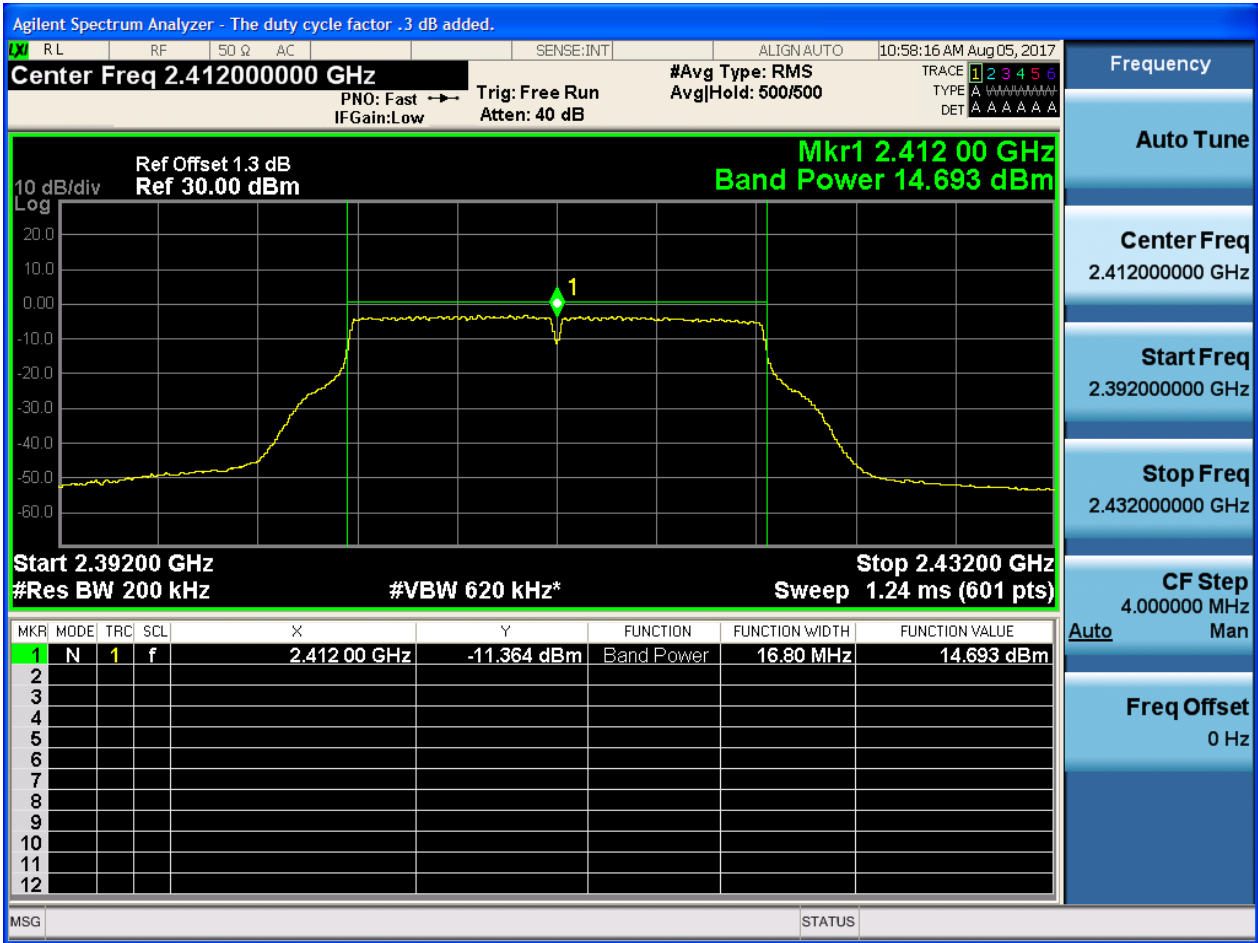 Agilent Spectrum Analyzer - The duty cycle factor .3 dB added.
LXI RL RF 50 Ω AC SENSE:INT ALIGN AUTO 10:58:16 AM Aug 05, 2017
Center Freq 2.412000000 GHz
PNO: Fast
IFGain:Low
Trig: Free Run
Atten: 40 dB
#Avg Type: RMS
Avg|Hold: 500/500
TRACE 1 2 3 4 5 6
TYPE A WWWWW
DET A A A A A A
Mkr1 2.412 00 GHz
Band Power 14.693 dBm
Ref Offset 1.3 dB
10 dB/div Ref 30.00 dBm
Log
20.0
10.0
0.00
-10.0
-20.0
-30.0
-40.0
-50.0
-60.0
1
Start 2.39200 GHz Stop 2.43200 GHz
#Res BW 200 kHz #VBW 620 kHz* Sweep 1.24 ms (601 pts)
MKR MODE TRC SCL X Y FUNCTION FUNCTION WIDTH FUNCTION VALUE
1 N 1 f 2.412 00 GHz -11.364 dBm Band Power 16.80 MHz 14.693 dBm
2
3
4
5
6
7
8
9
10
11
12
MSG STATUS
Frequency
Auto Tune
Center Freq
2.412000000 GHz
Start Freq
2.392000000 GHz
Stop Freq
2.432000000 GHz
CF Step
4.000000 MHz
Auto Man
Freq Offset
0 Hz